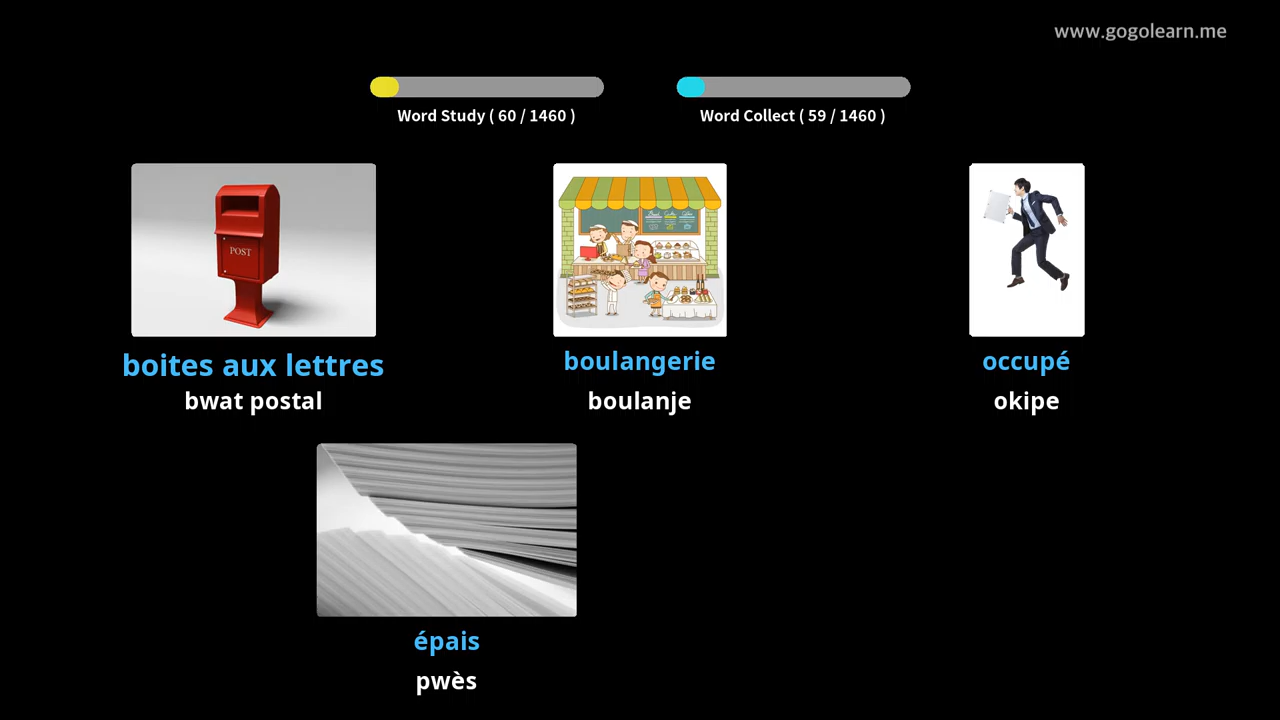 www.gogolearn.me
Word Study ( 60 / 1460 )
Word Collect ( 59 / 1460 )
POST
boites aux lettres
bwat postal
boulangerie
boulanje
occupé
okipe
épais
pwès